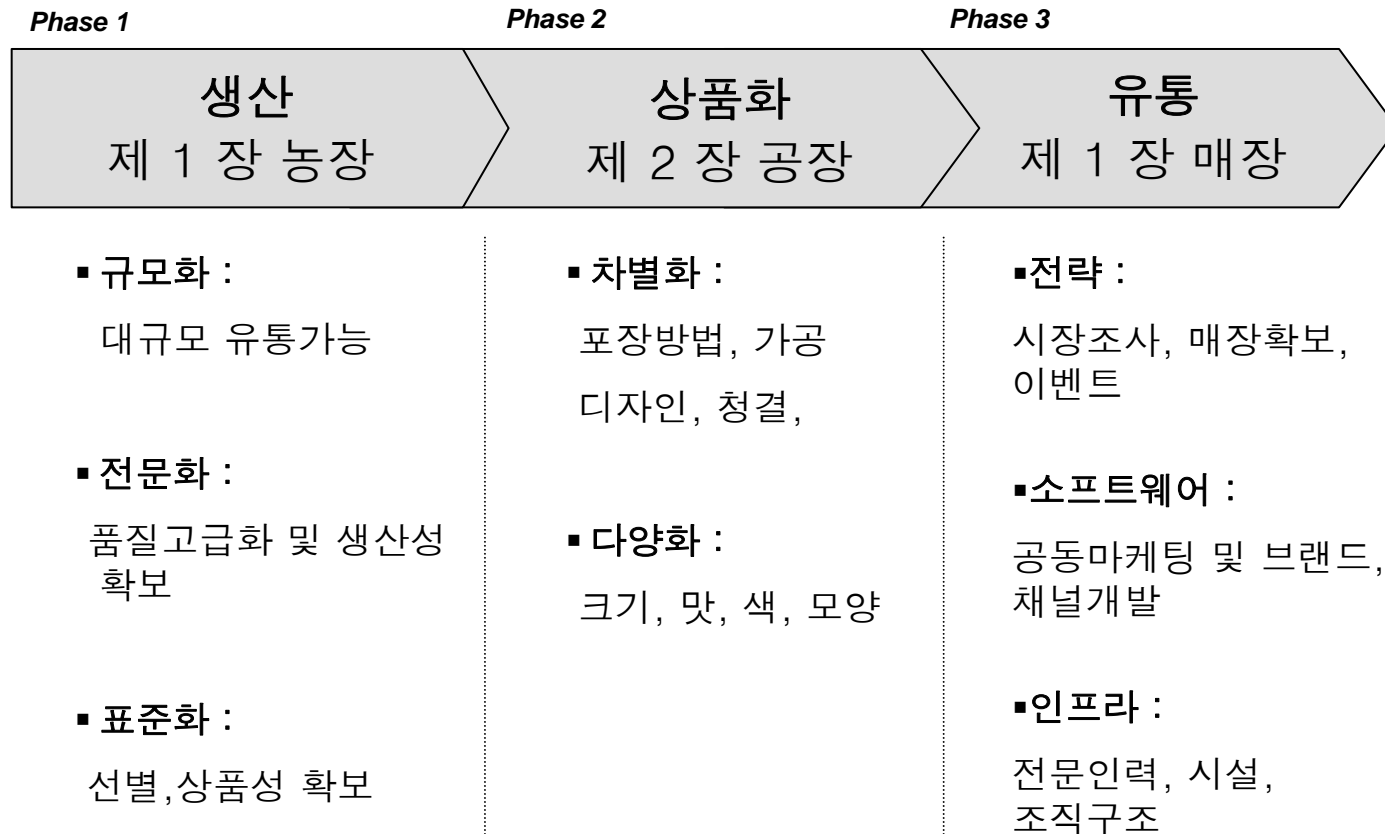 Phase 1
Phase 2
Phase 3
생산
제 1 장 농장
상품화
제 2 장 공장
유통
제 1 장 매장
▪ 규모화 :
대규모 유통가능
▪ 전문화 :
품질고급화 및 생산성
확보
▪ 표준화 :
선별,상품성 확보
▪ 차별화 :
포장방법, 가공
디자인, 청결,
▪ 다양화 :
크기, 맛, 색, 모양
▪전략 :
시장조사, 매장확보,
이벤트
▪소프트웨어 :
공동마케팅 및 브랜드,
채널개발
▪인프라 :
전문인력, 시설,
조직구조